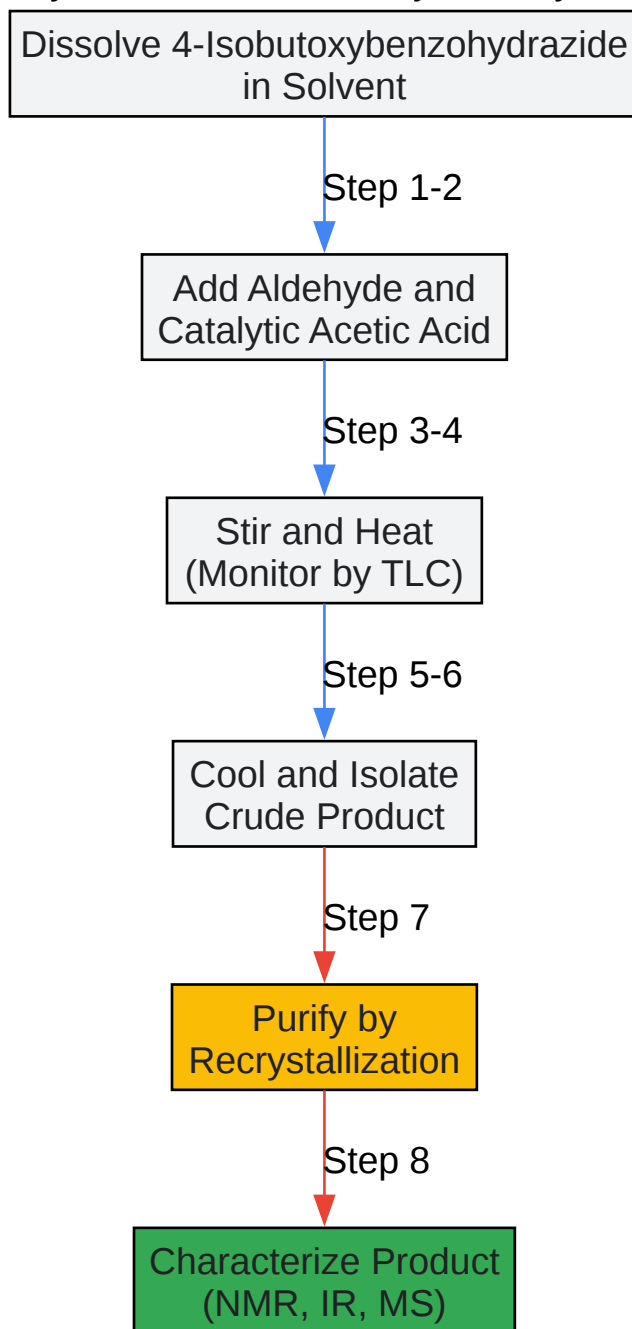 Dissolve 4-Isobutoxybenzohydrazide
in Solvent
Step 1-2
Add Aldehyde and
Catalytic Acetic Acid
Step 3-4
Stir and Heat
(Monitor by TLC)
Step 5-6
Cool and Isolate
Crude Product
Step 7
Purify by
Recrystallization
Step 8
Characterize Product
(NMR, IR, MS)